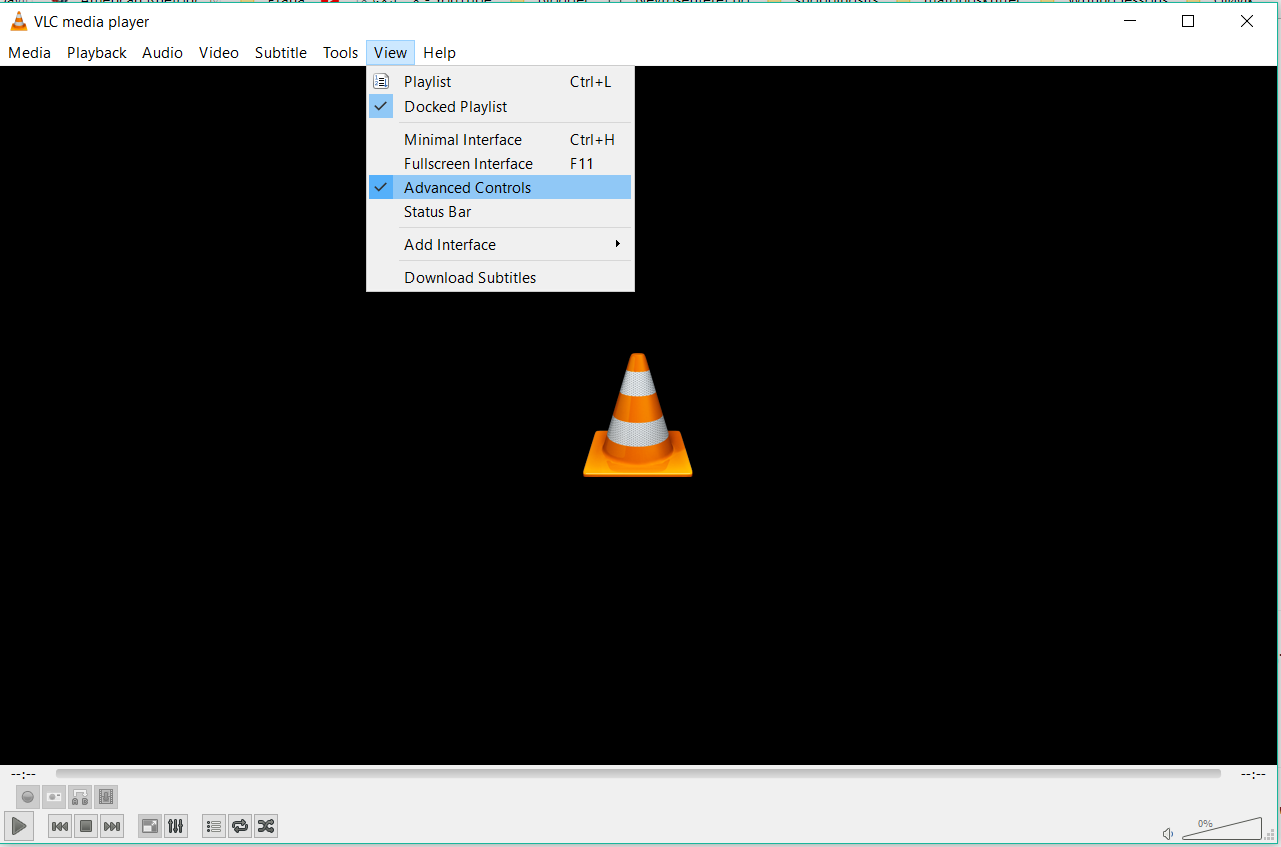 VLC media player
Media Playback Audio Video Subtitle Tools View Help
Playlist Ctrl+L
Docked Playlist
Minimal Interface Ctrl+H
Fullscreen Interface F11
Advanced Controls
Status Bar
Add Interface
Download Subtitles
--:-- --:--
A B
0%